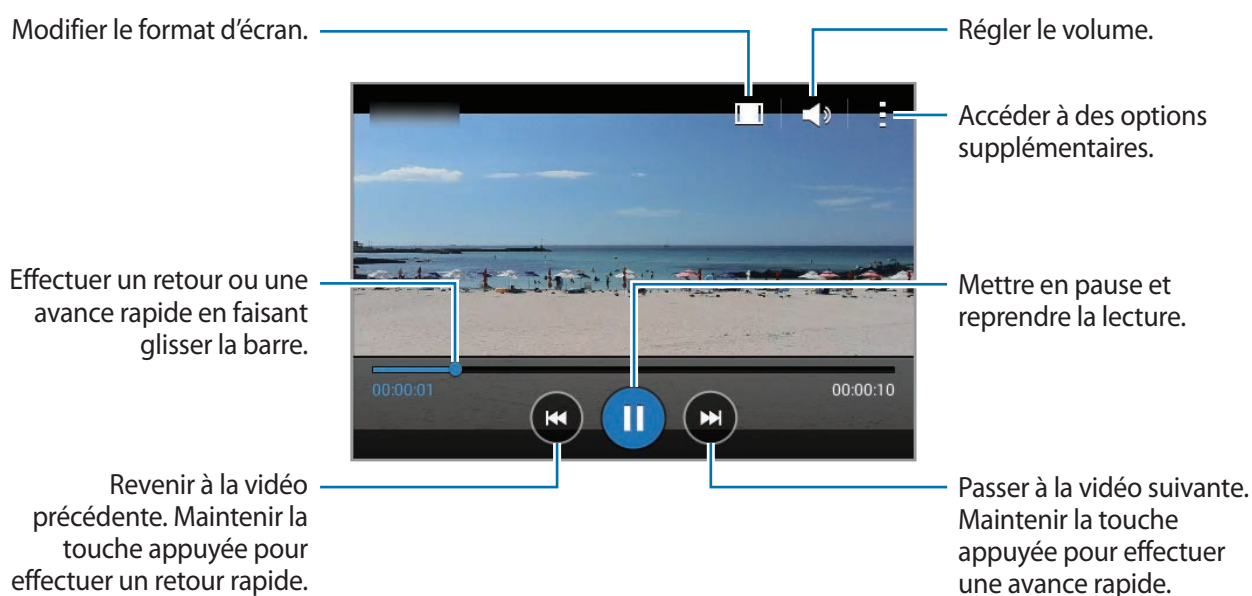 Modifier le format d'écran.
Régler le volume.
Accéder à des options
supplémentaires.
Effectuer un retour ou une
avance rapide en faisant
glisser la barre.
Mettre en pause et
reprendre la lecture.
00:00:01
00:00:10
Revenir à la vidéo
précédente. Maintenir la
touche appuyée pour
effectuer un retour rapide.
Passer à la vidéo suivante.
Maintenir la touche
appuyée pour effectuer
une avance rapide.